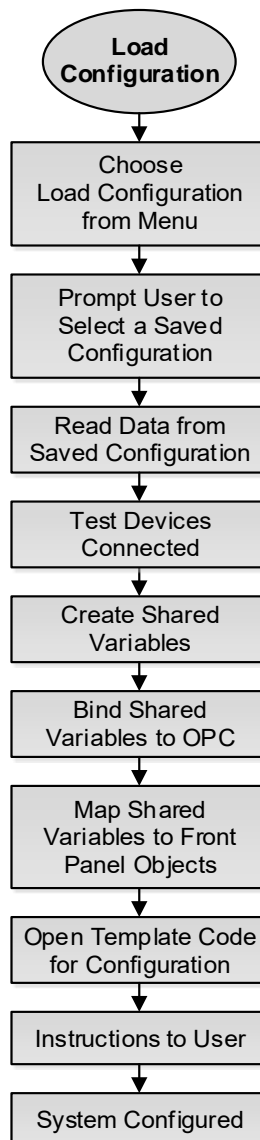 Load
Configuration
Choose
Load Configuration
from Menu
Prompt User to
Select a Saved
Configuration
Read Data from
Saved Configuration
Test Devices
Connected
Create Shared
Variables
Bind Shared
Variables to OPC
Map Shared
Variables to Front
Panel Objects
Open Template Code
for Configuration
Instructions to User
System Configured